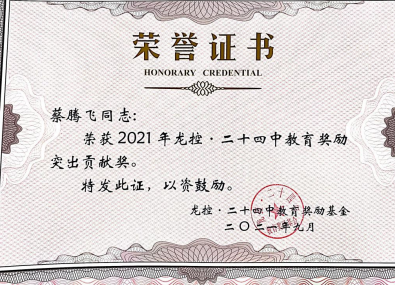 荣誉证书
HONORARY CREDENTIAL
蔡腾飞同志：
荣获2021年龙控·二十四中教育奖励
突出贡献奖。
特发此证，以资鼓励。
龙控·二十四中教育奖励基金
二〇二一年九月